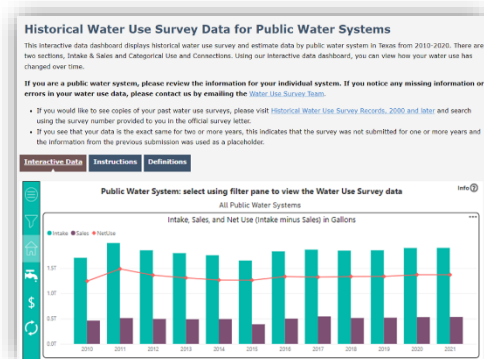 Historical Water Use Survey Data for Public Water Systems
This interactive data dashboard displays historical water use survey and estimate data by public water system in Texas from 2010-2020. There are
two sections, Intake & Sales and Categorical Use and Connections. Using our interactive data dashboard, you can view how your water use has
changed over time.
If you are a public water system, please review the information for your individual system. If you notice any missing information or
errors in your water use data, please contact us by emailing the Water Use Survey Team.
• If you would like to see copies of your past water use surveys, please visit Historical Water Use Survey Records, 2000 and later and search
using the survey number provided to you in the official survey letter.
• If you see that your data is the exact same for two or more years, this indicates that the survey was not submitted for one or more years and
the information from the previous submission was used as a placeholder.
Interactive Data Instructions Definitions
Public Water System: select using filter pane to view the Water Use Survey data
Info ?
All Public Water Systems
Intake, Sales, and Net Use (Intake minus Sales) in Gallons
Intake Sales NetUse
0.5T
0.0T
2010 2011 2012 2013 2014 2015 2016 2017 2018 2019 2020 2021